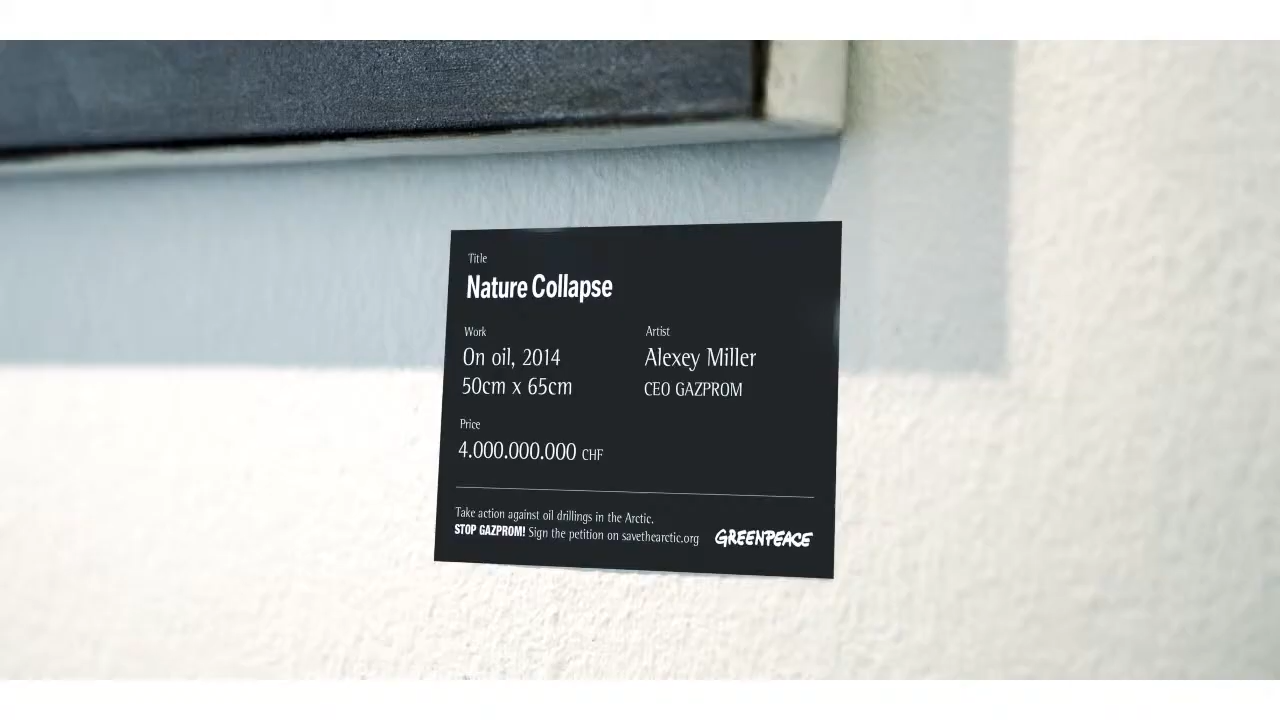 Title
Nature Collapse
Work
On oil, 2014
50cm x 65cm
Artist
Alexey Miller
CEO GAZPROM
Price
4.000.000.000 CHF
Take action against oil drillings in the Arctic.
STOP GAZPROM! Sign the petition on savethearctic.org
GREENPEACE